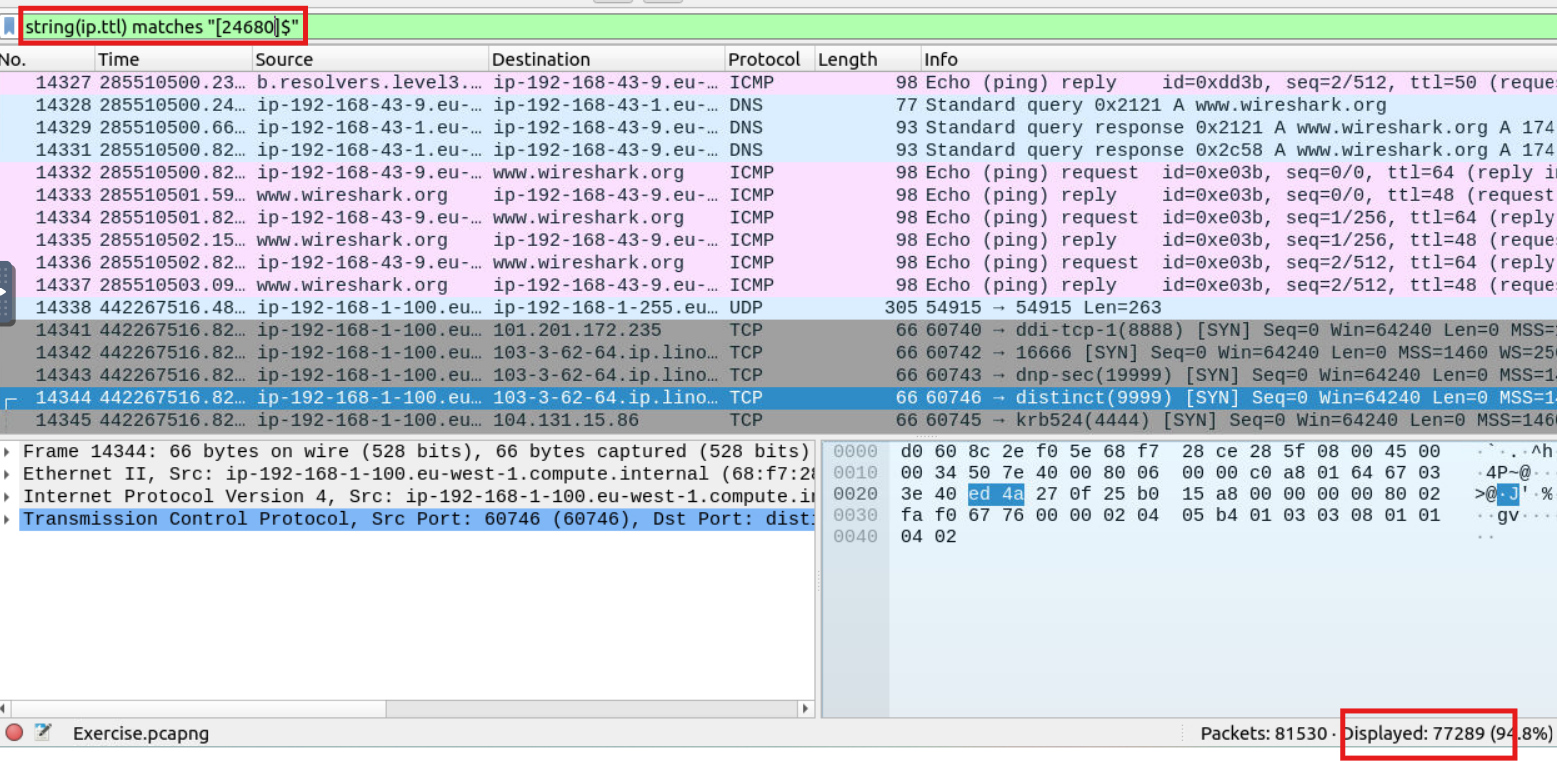 string(ip.ttl) matches "[24680]$"
No. Time Source Destination Protocol Length Info
14327 285510500.23… b.resolvers.level3.… ip-192-168-43-9.eu-… ICMP 98 Echo (ping) reply id=0xdd3b, seq=2/512, ttl=50 (reque
14328 285510500.24… ip-192-168-43-9.eu-… ip-192-168-43-1.eu-… DNS 77 Standard query 0x2121 A www.wireshark.org
14329 285510500.66… ip-192-168-43-1.eu-… ip-192-168-43-9.eu-… DNS 93 Standard query response 0x2121 A www.wireshark.org A 174
14331 285510500.82… ip-192-168-43-1.eu-… ip-192-168-43-9.eu-… DNS 93 Standard query response 0x2c58 A www.wireshark.org A 174
14332 285510500.82… ip-192-168-43-9.eu-… www.wireshark.org ICMP 98 Echo (ping) request id=0xe03b, seq=0/0, ttl=64 (reply i
14333 285510501.59… www.wireshark.org ip-192-168-43-9.eu-… ICMP 98 Echo (ping) reply id=0xe03b, seq=0/0, ttl=48 (request
14334 285510501.82… ip-192-168-43-9.eu-… www.wireshark.org ICMP 98 Echo (ping) request id=0xe03b, seq=1/256, ttl=64 (reply
14335 285510502.15… www.wireshark.org ip-192-168-43-9.eu-… ICMP 98 Echo (ping) reply id=0xe03b, seq=1/256, ttl=48 (reque
14336 285510502.82… ip-192-168-43-9.eu-… www.wireshark.org ICMP 98 Echo (ping) request id=0xe03b, seq=2/512, ttl=64 (reply
14337 285510503.09… www.wireshark.org ip-192-168-43-9.eu-… ICMP 98 Echo (ping) reply id=0xe03b, seq=2/512, ttl=48 (reque
14338 442267516.48… ip-192-168-1-100.eu… ip-192-168-1-255.eu… UDP 305 54915 → 54915 Len=263
14341 442267516.82… ip-192-168-1-100.eu… 101.201.172.235 TCP 66 60740 → ddi-tcp-1(8888) [SYN] Seq=0 Win=64240 Len=0 MSS=
14342 442267516.82… ip-192-168-1-100.eu… 103-3-62-64.ip.lino… TCP 66 60742 → 16666 [SYN] Seq=0 Win=64240 Len=0 MSS=1460 WS=25
14343 442267516.82… ip-192-168-1-100.eu… 103-3-62-64.ip.lino… TCP 66 60743 → dnp-sec(19999) [SYN] Seq=0 Win=64240 Len=0 MSS=1
14344 442267516.82… ip-192-168-1-100.eu… 103-3-62-64.ip.lino… TCP 66 60746 → distinct(9999) [SYN] Seq=0 Win=64240 Len=0 MSS=1
14345 442267516.82… ip-192-168-1-100.eu… 104.131.15.86 TCP 66 60745 → krb524(4444) [SYN] Seq=0 Win=64240 Len=0 MSS=146
Frame 14344: 66 bytes on wire (528 bits), 66 bytes captured (528 bits)
Ethernet II, Src: ip-192-168-1-100.eu-west-1.compute.internal (68:f7:28
Internet Protocol Version 4, Src: ip-192-168-1-100.eu-west-1.compute.i
Transmission Control Protocol, Src Port: 60746 (60746), Dst Port: dist
0000 d0 60 8c 2e f0 5e 68 f7 28 ce 28 5f 08 00 45 00 ·`·.·^h
0010 00 34 50 7e 40 00 80 06 00 00 c0 a8 01 64 67 03 ·4P~@···
0020 3e 40 ed 4a 27 0f 25 b0 15 a8 00 00 00 00 80 02 >@·J'·%
0030 fa f0 67 76 00 00 02 04 05 b4 01 03 03 08 01 01 ··gv····
0040 04 02 ··
Exercise.pcapng Packets: 81530 · Displayed: 77289 (94.8%)